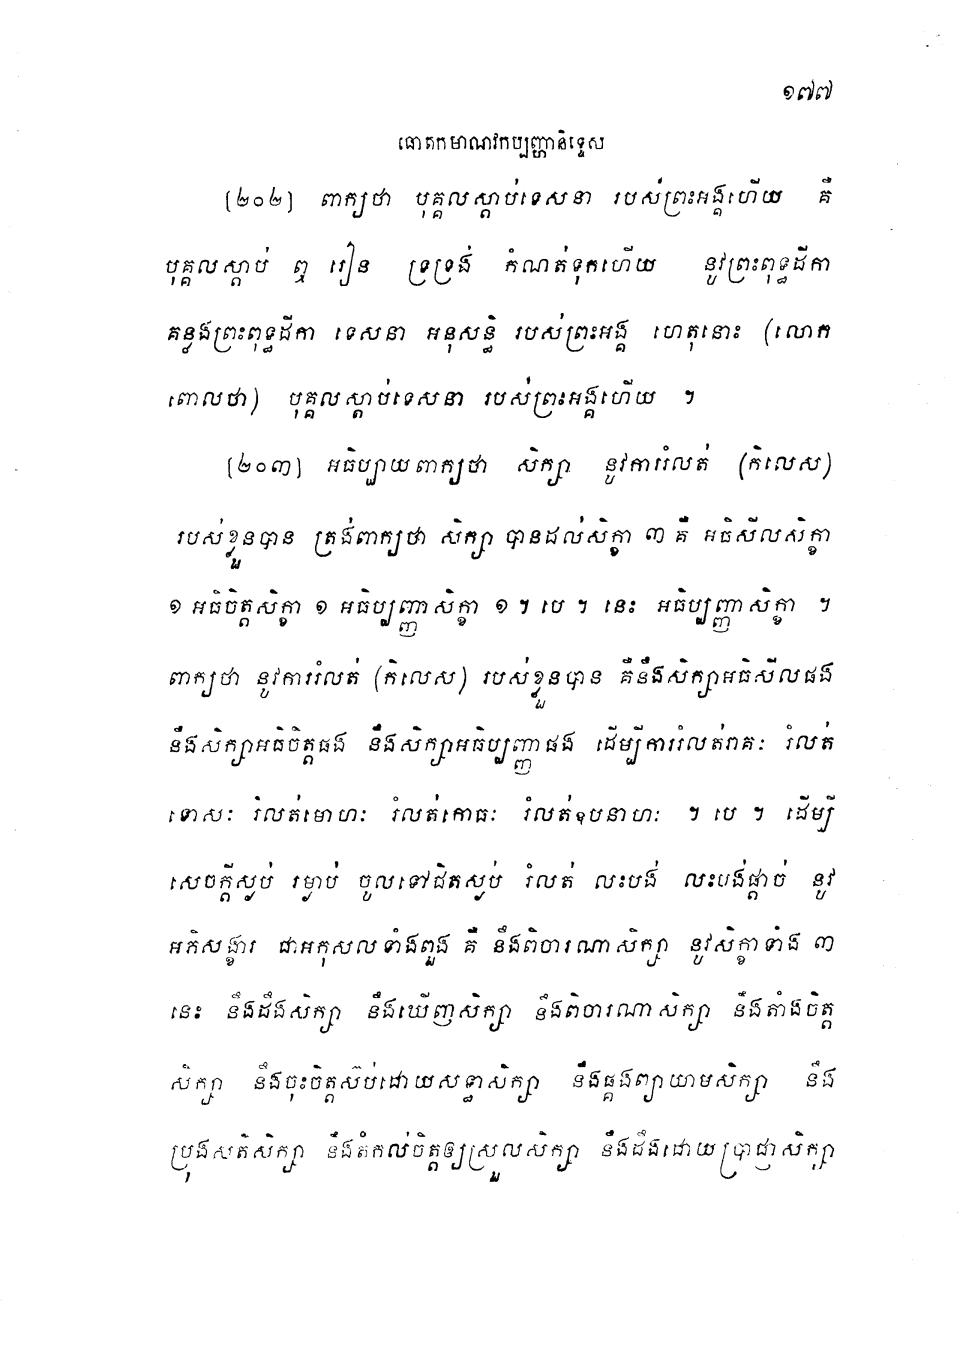 ១៧៧
ធោតកមាណវកប្បញ្ហានិទ្ទេស
[២០២] ពាក្យថា បុគ្គលស្តាប់ទេសនា របស់ព្រះអង្គហើយ គឺ
បុគ្គលស្តាប់ ឮ រៀន ទ្រទ្រង់ កំណត់ទុកហើយ នូវព្រះពុទ្ធដីកា
គន្លងព្រះពុទ្ធដីកា ទេសនា អនុសន្ធិ របស់ព្រះអង្គ ហេតុនោះ (លោក
ពោលថា) បុគ្គលស្តាប់ទេសនា របស់ព្រះអង្គហើយ ។
[២០៣] អធិប្បាយពាក្យថា សិក្សា នូវការរំលត់ (កិលេស)
របស់ខ្លួនបាន ត្រង់ពាក្យថា សិក្សា បានដល់សិក្ខា ៣ គឺ អធិសីលសិក្ខា
១ អធិចិត្តសិក្ខា ១ អធិប្បញ្ញាសិក្ខា ១ ។ បេ ។ នេះ អធិប្បញ្ញាសិក្ខា ។
ពាក្យថា នូវការរំលត់ (កិលេស) របស់ខ្លួនបាន គឺនឹងសិក្សាអធិសីលផង
នឹងសិក្សាអធិចិត្តផង នឹងសិក្សាអធិប្បញ្ញាផង ដើម្បីការរំលត់រាគៈ រំលត់
ទោសៈ រំលត់មោហៈ រំលត់កោធៈ រំលត់ឧបនាហៈ ។ បេ ។ ដើម្បី
សេចក្តីស្ងប់ រម្ងាប់ ចូលទៅជិតស្ងប់ រំលត់ លះបង់ លះបង់ផ្តាច់ នូវ
អភិសង្ខារ ជាអកុសលទាំងពួង គឺ នឹងពិចារណាសិក្សា នូវសិក្ខាទាំង ៣
នេះ នឹងដឹងសិក្សា នឹងឃើញសិក្សា នឹងពិចារណាសិក្សា នឹងតាំងចិត្ត
សិក្សា នឹងចុះចិត្តស៊ប់ដោយសទ្ធាសិក្សា នឹងផ្គងព្យាយាមសិក្សា នឹង
ប្រុងសតិសិក្សា នឹងតំកល់ចិត្តឲ្យស្រួលសិក្សា នឹងដឹងដោយប្រាជ្ញាសិក្សា